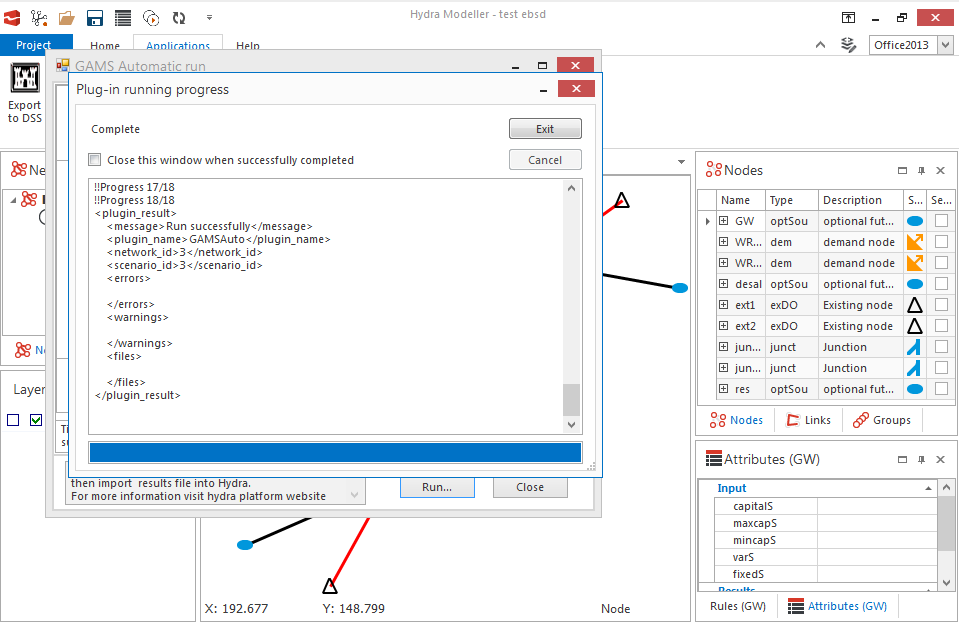 Hydra Modeller - test ebsd
Project Home Applications Help
Office2013
Export
to DSS
GAMS Automatic run
Plug-in running progress
Complete
Exit
Close this window when successfully completed
Cancel
!!Progress 17/18
!!Progress 18/18
<plugin_result>
<message>Run successfully</message>
<plugin_name>GAMSAuto</plugin_name>
<network_id>3</network_id>
<scenario_id>3</scenario_id>
<errors>
</errors>
<warnings>
</warnings>
<files>
</files>
</plugin_result>
then import results file into Hydra.
For more information visit hydra platform website
Run...
Close
Ne
Ne
Layer
X: 192.677 Y: 148.799 Node
Nodes
Name Type Description S... Se...
GW optSou optional fut...
WR... dem demand node
WR... dem demand node
desal optSou optional fut...
ext1 exDO Existing node
ext2 exDO Existing node
jun... junct Junction
jun... junct Junction
res optSou optional fut...
Nodes Links Groups
Attributes (GW)
Input
capitalS
maxcapS
mincapS
varS
fixedS
Results
Rules (GW) Attributes (GW)